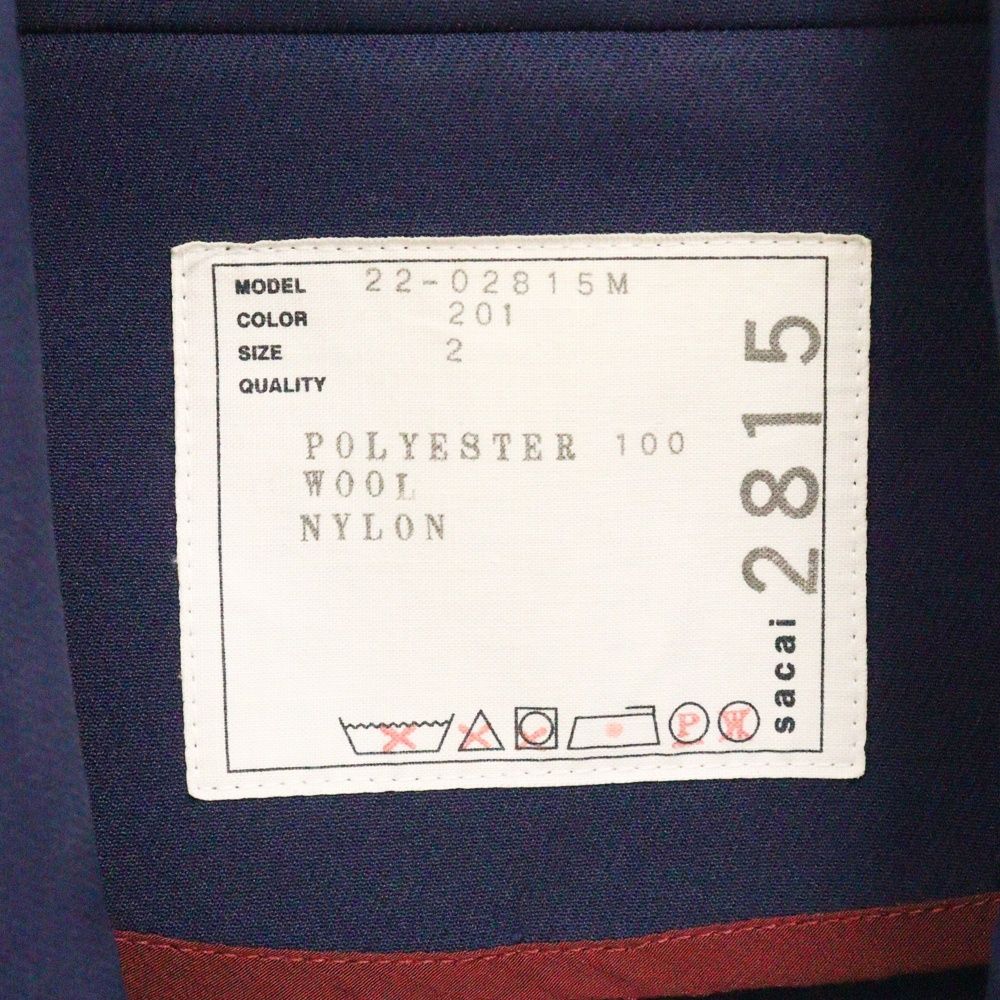 MODEL 22-02815M
COLOR 201
SIZE 2
QUALITY
POLYESTER 100
WOOL
NYLON
sacai 2815
P W